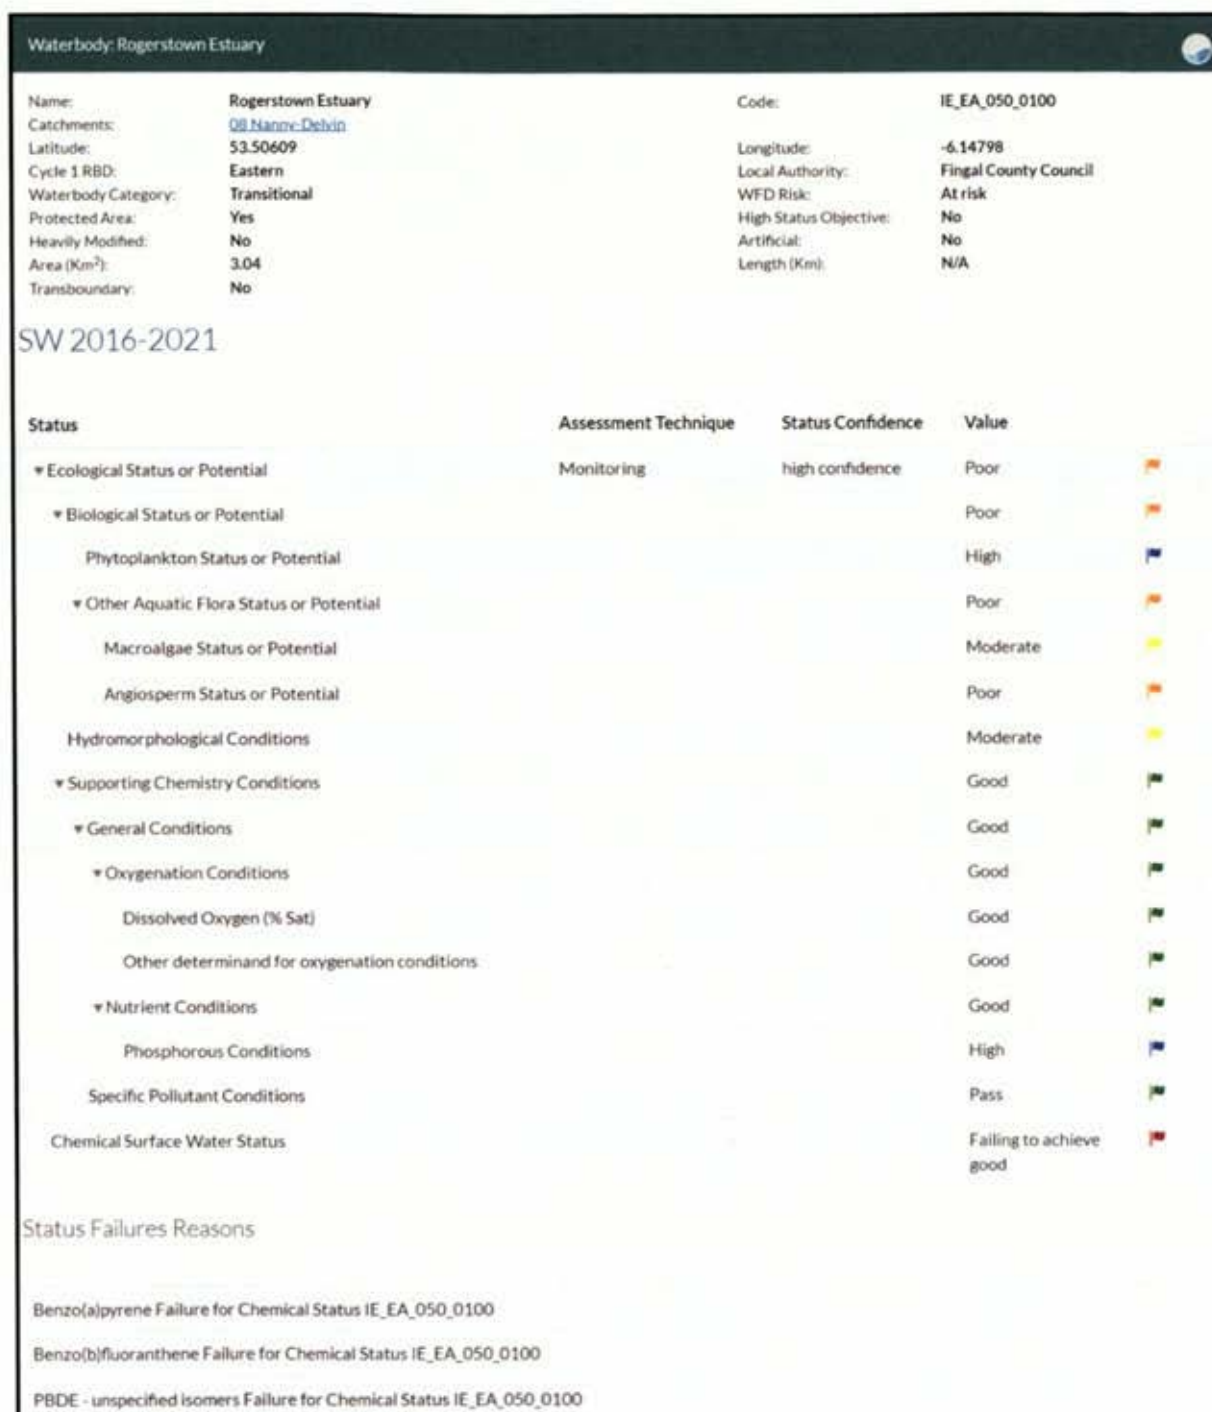 Waterbody: Rogerstown Estuary
Name: Rogerstown Estuary Code: IE_EA_050_0100
Catchments: 08 Nanny-Delvin
Latitude: 53.50609 Longitude: -6.14798
Cycle 1 RBD: Eastern Local Authority: Fingal County Council
Waterbody Category: Transitional WFD Risk: At risk
Protected Area: Yes High Status Objective: No
Heavily Modified: No Artificial: No
Area (Km²): 3.04 Length (Km): N/A
Transboundary: No
SW 2016-2021
Status Assessment Technique Status Confidence Value
▾ Ecological Status or Potential Monitoring high confidence Poor
▾ Biological Status or Potential Poor
Phytoplankton Status or Potential High
▾ Other Aquatic Flora Status or Potential Poor
Macroalgae Status or Potential Moderate
Angiosperm Status or Potential Poor
Hydromorphological Conditions Moderate
▾ Supporting Chemistry Conditions Good
▾ General Conditions Good
▾ Oxygenation Conditions Good
Dissolved Oxygen (% Sat) Good
Other determinand for oxygenation conditions Good
▾ Nutrient Conditions Good
Phosphorous Conditions High
Specific Pollutant Conditions Pass
Chemical Surface Water Status Failing to achieve
good
Status Failures Reasons
Benzo(a)pyrene Failure for Chemical Status IE_EA_050_0100
Benzo(b)fluoranthene Failure for Chemical Status IE_EA_050_0100
PBDE - unspecified isomers Failure for Chemical Status IE_EA_050_0100